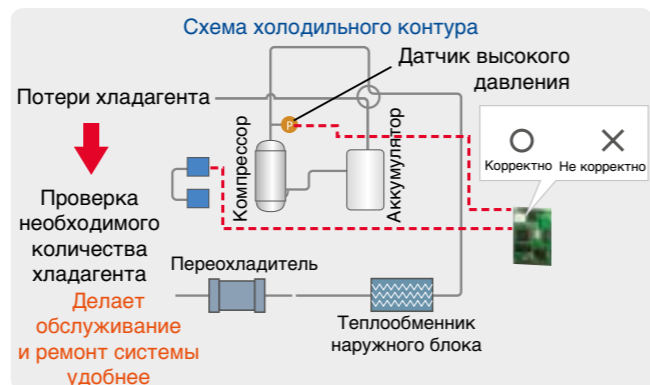 Схема холодильного контура
Датчик высокого
давления
Потери хладагента
P
Компрессор
Аккумулятор
Корректно Не корректно
Проверка
необходимого
количества
хладагента
Переохладитель
Делает
обслуживание
и ремонт системы
удобнее
Теплообменник
наружного блока